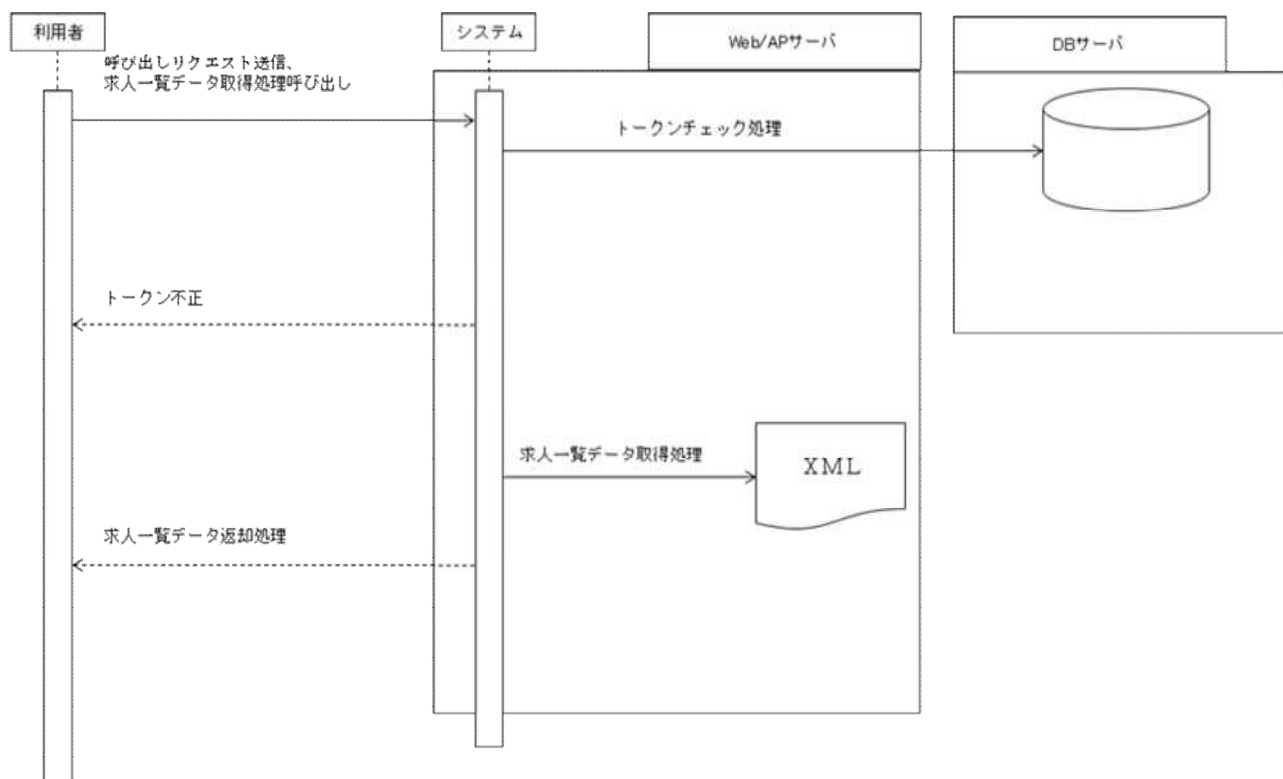 利用者
システム
Web/APサーバ
DBサーバ
呼び出しリクエスト送信、
求人一覧データ取得処理呼び出し
トークンチェック処理
トークン不正
求人一覧データ取得処理
XML
求人一覧データ返却処理